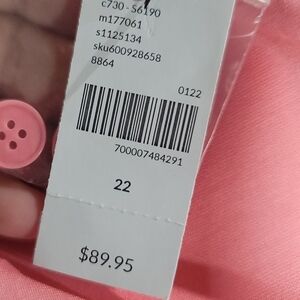 c730 - S6190
m177061
s1125134
sku600928658
8864
0122
700007484291
22
$89.95